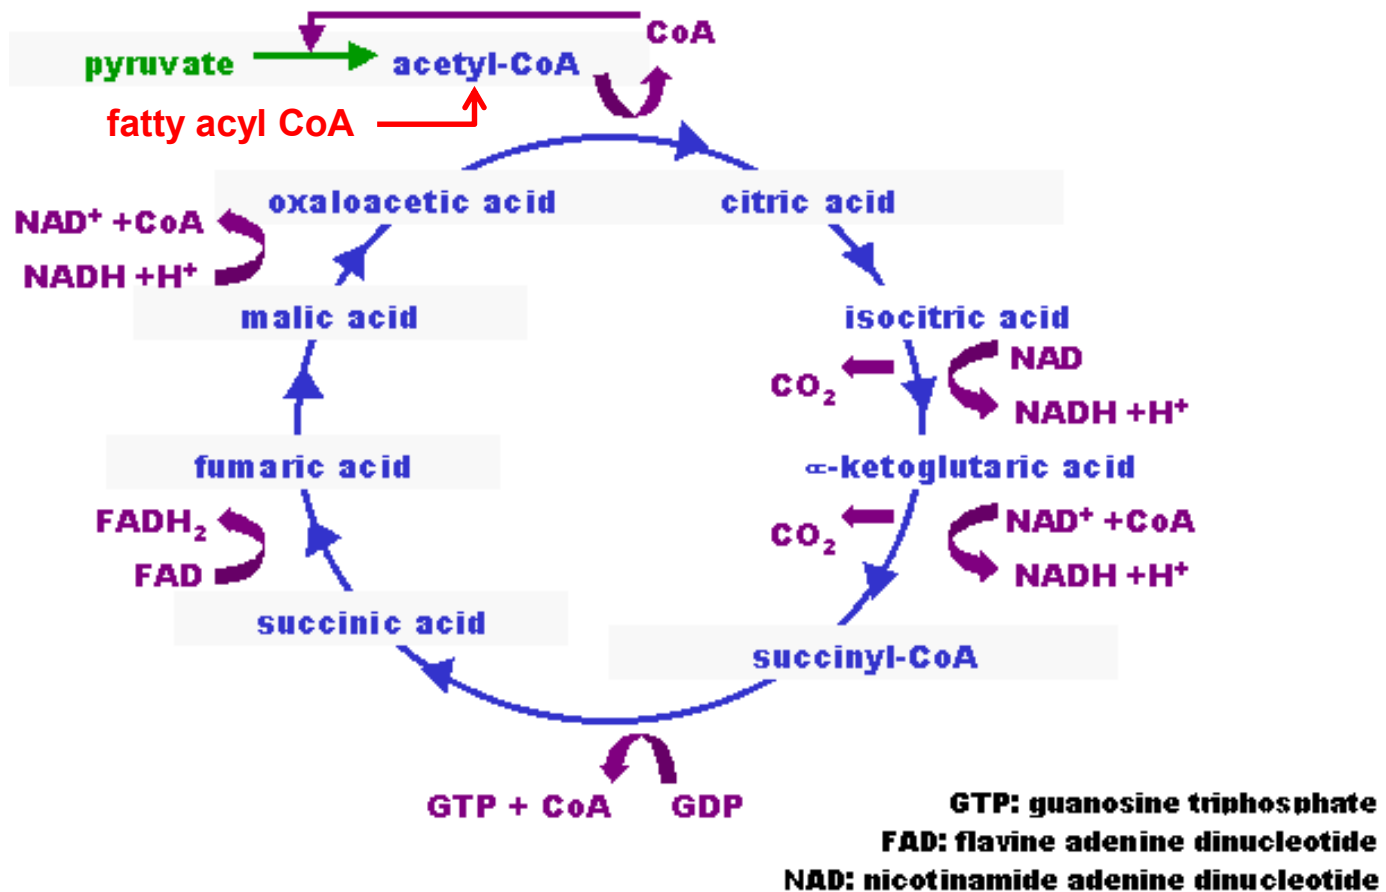 CoA
pyruvate
acetyl-CoA
fatty acyl CoA
oxaloacetic acid
citric acid
NAD⁺ +CoA
NADH +H⁺
malic acid
isocitric acid
NAD
CO₂
NADH +H⁺
fumaric acid
∝-ketoglutaric acid
FADH₂
NAD⁺ +CoA
CO₂
FAD
NADH +H⁺
succinic acid
succinyl-CoA
GTP + CoA
GDP
GTP: guanosine triphosphate
FAD: flavine adenine dinucleotide
NAD: nicotinamide adenine dinucleotide